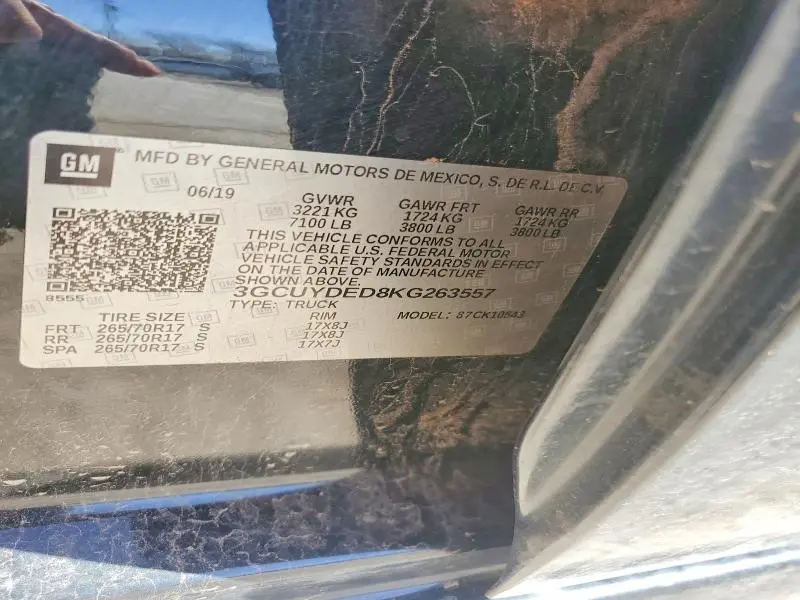 GM MFD BY GENERAL MOTORS DE MEXICO, S. DE R.L. DE C.V.
06/19 GVWR GAWR FRT GAWR RR
3221 KG 1724 KG 1724 KG
7100 LB 3800 LB 3800 LB
THIS VEHICLE CONFORMS TO ALL
APPLICABLE U.S. FEDERAL MOTOR
VEHICLE SAFETY STANDARDS IN EFFECT
ON THE DATE OF MANUFACTURE
8555 3GCUYDED8KG263557
TYPE: TRUCK MODEL: 87CK10543
TIRE SIZE RIM
FRT 265/70R17 S 17X8J
RR 265/70R17 S 17X8J
SPA 265/70R17 S 17X7J